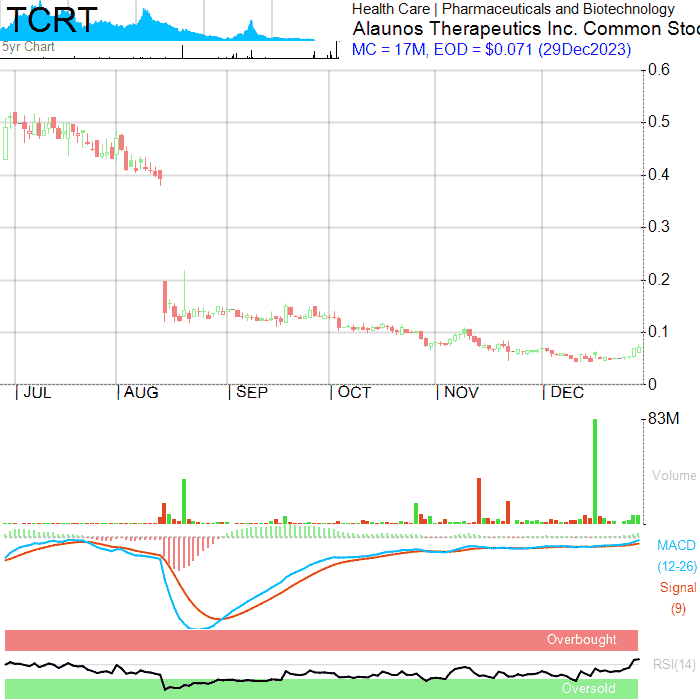 TCRT
5yr Chart
Health Care | Pharmaceuticals and Biotechnology
Alaunos Therapeutics Inc. Common Stoc
MC = 17M, EOD = $0.071 (29Dec2023)
0.6
0.5
0.4
0.3
0.2
0.1
0
JUL AUG SEP OCT NOV DEC
83M
Volume
MACD
(12-26)
Signal
(9)
Overbought
RSI(14)
Oversold